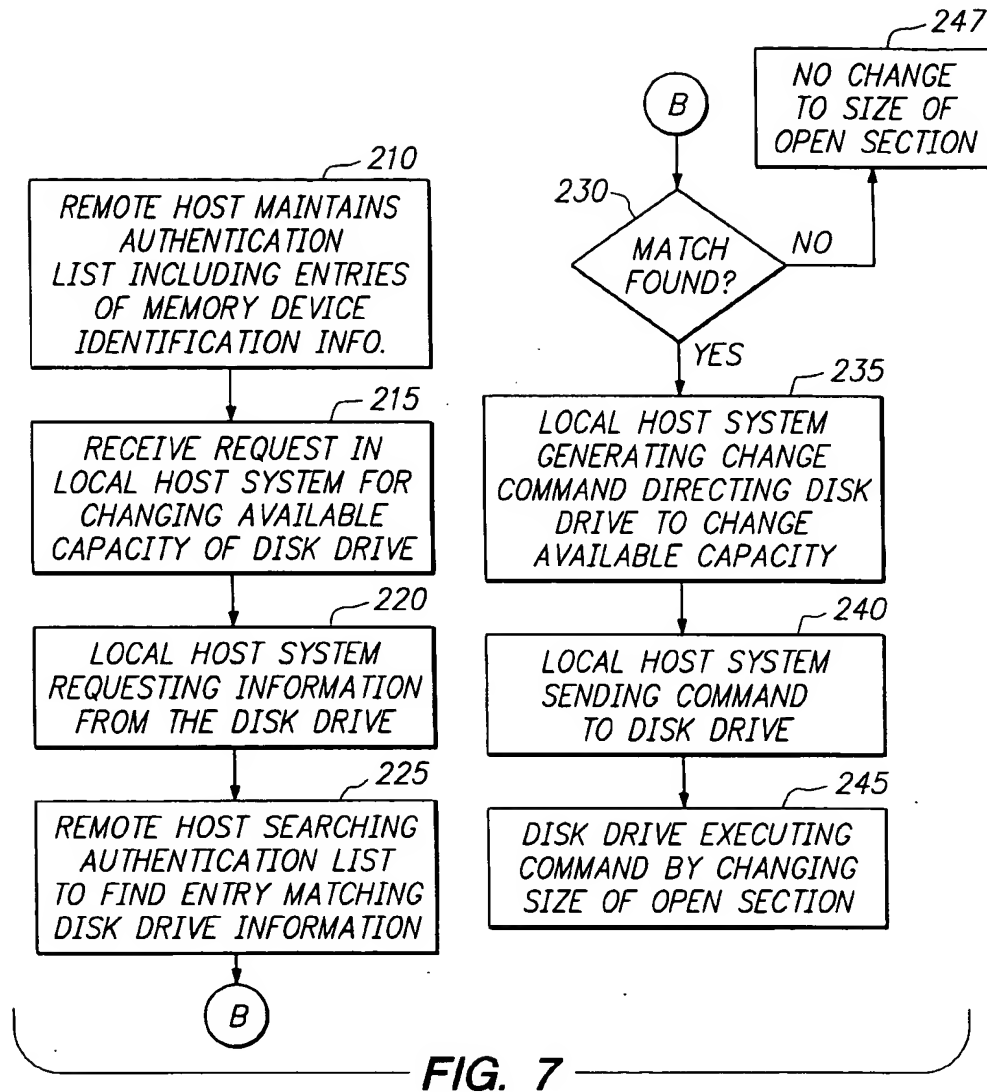 210
REMOTE HOST MAINTAINS
AUTHENTICATION
LIST INCLUDING ENTRIES
OF MEMORY DEVICE
IDENTIFICATION INFO.
215
RECEIVE REQUEST IN
LOCAL HOST SYSTEM FOR
CHANGING AVAILABLE
CAPACITY OF DISK DRIVE
220
LOCAL HOST SYSTEM
REQUESTING INFORMATION
FROM THE DISK DRIVE
225
REMOTE HOST SEARCHING
AUTHENTICATION LIST
TO FIND ENTRY MATCHING
DISK DRIVE INFORMATION
B
B
230
MATCH
FOUND?
NO
247
NO CHANGE
TO SIZE OF
OPEN SECTION
YES
235
LOCAL HOST SYSTEM
GENERATING CHANGE
COMMAND DIRECTING DISK
DRIVE TO CHANGE
AVAILABLE CAPACITY
240
LOCAL HOST SYSTEM
SENDING COMMAND
TO DISK DRIVE
245
DISK DRIVE EXECUTING
COMMAND BY CHANGING
SIZE OF OPEN SECTION
FIG. 7